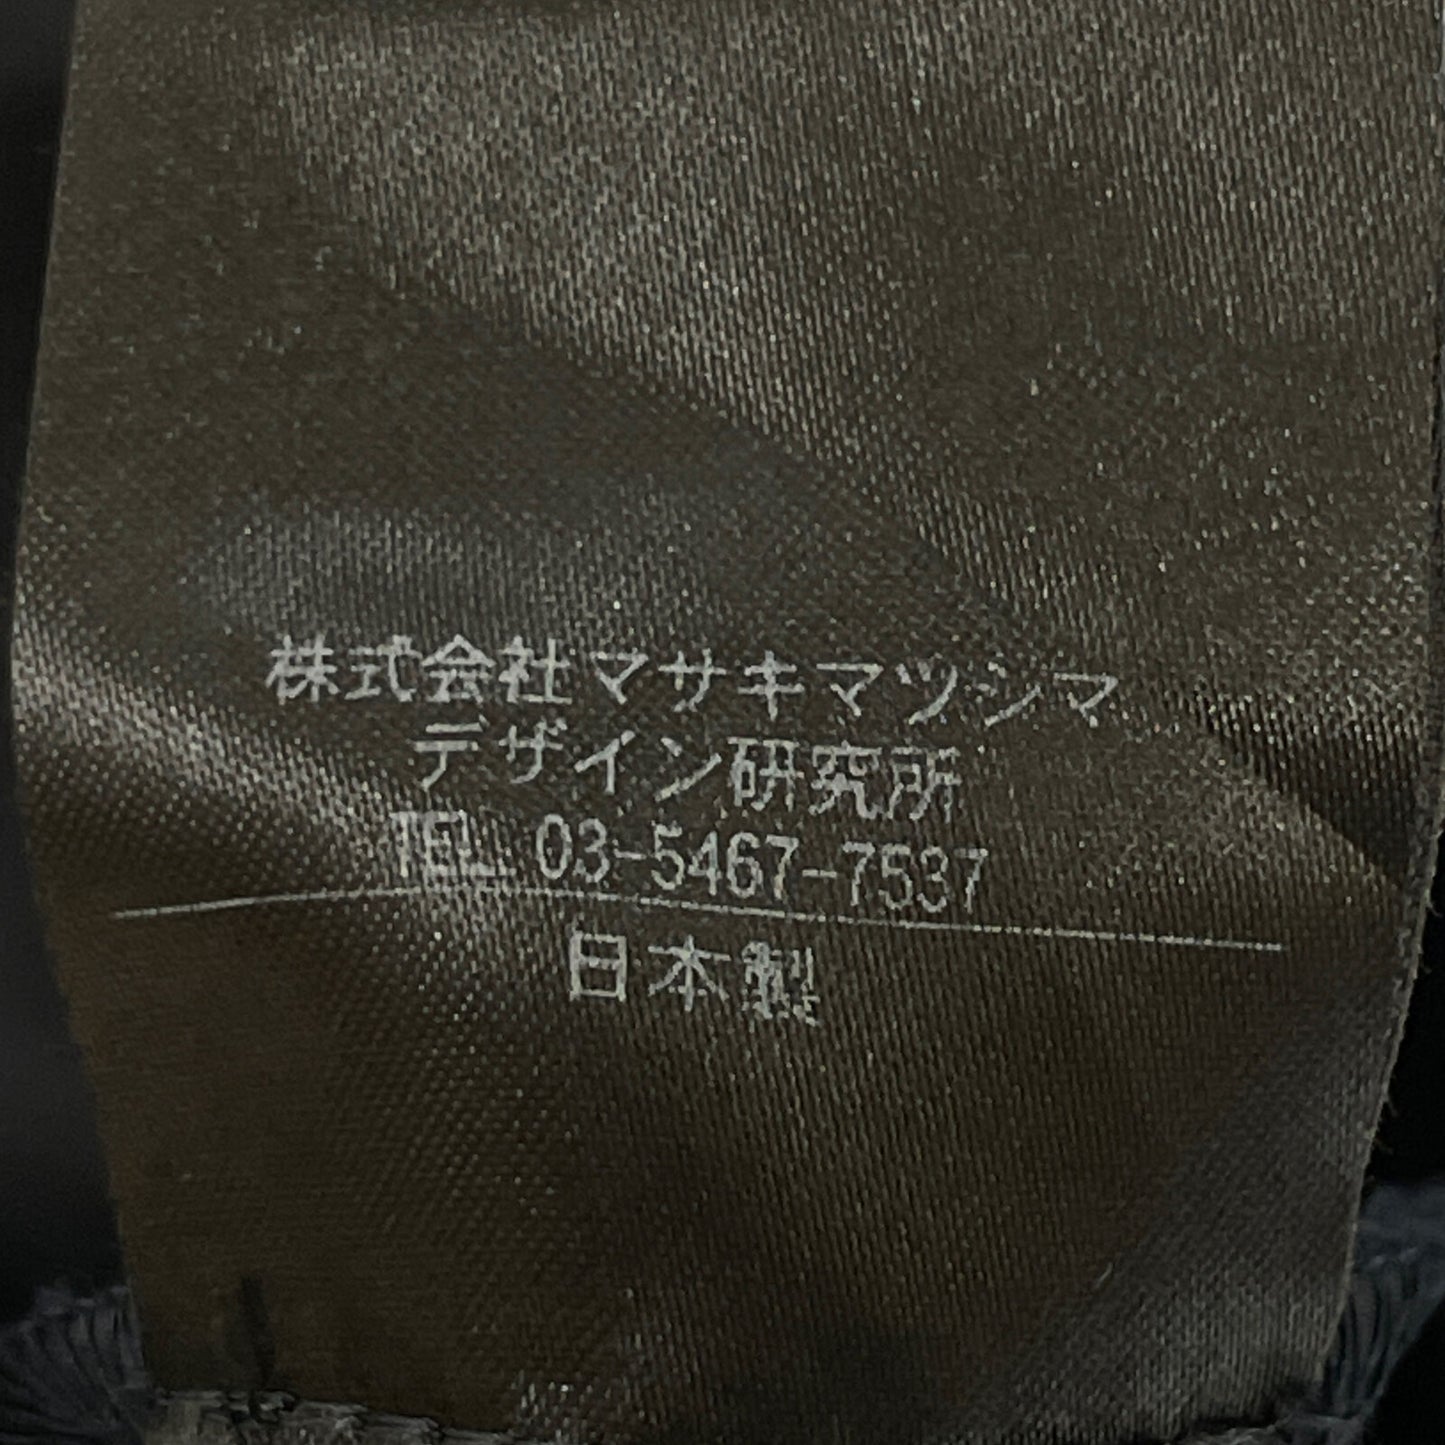 株式会社マサキマツシマ
デザイン研究所
TEL 03-5467-7537
日本製